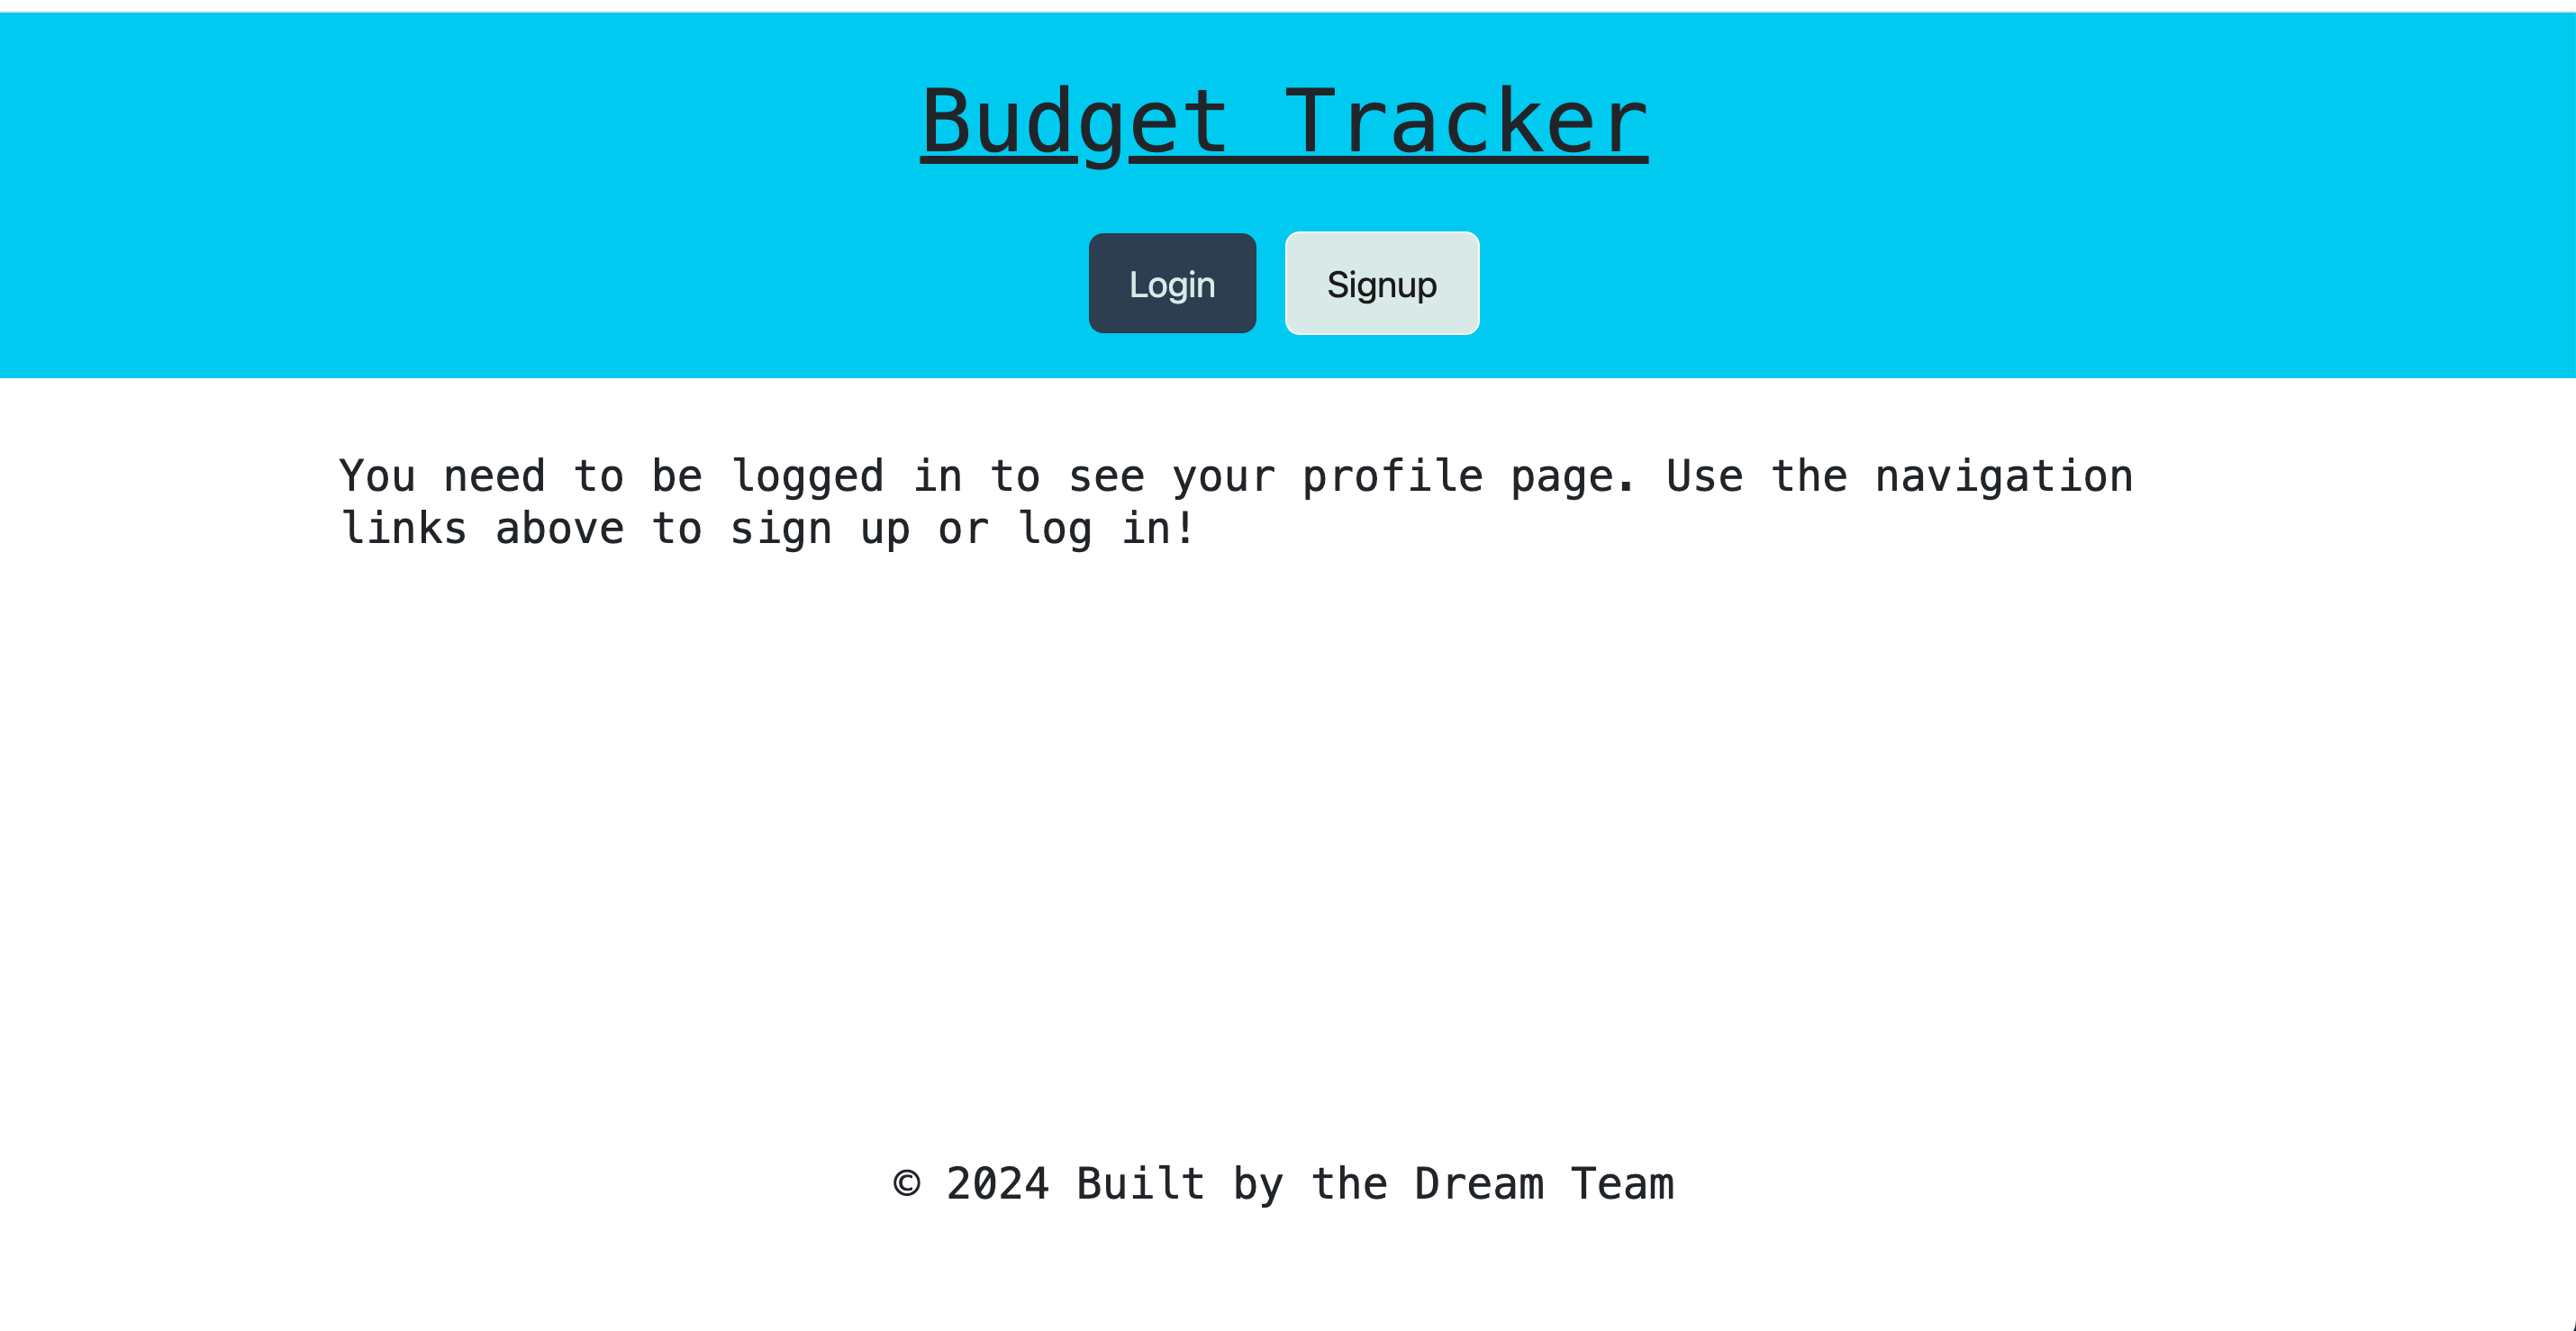 Budget Tracker
Login
Signup
You need to be logged in to see your profile page. Use the navigation
links above to sign up or log in!
© 2024 Built by the Dream Team